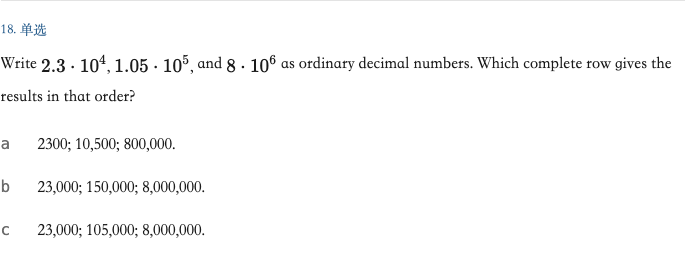 18. 单选
Write 2.3 · 10⁴, 1.05 · 10⁵, and 8 · 10⁶ as ordinary decimal numbers. Which complete row gives the
results in that order?
a 2300; 10,500; 800,000.
b 23,000; 150,000; 8,000,000.
c 23,000; 105,000; 8,000,000.